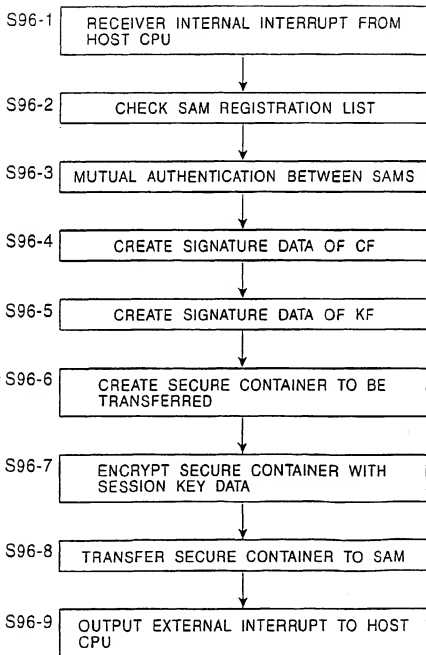 S96-1 RECEIVER INTERNAL INTERRUPT FROM
HOST CPU
S96-2 CHECK SAM REGISTRATION LIST
S96-3 MUTUAL AUTHENTICATION BETWEEN SAMS
S96-4 CREATE SIGNATURE DATA OF CF
S96-5 CREATE SIGNATURE DATA OF KF
S96-6 CREATE SECURE CONTAINER TO BE
TRANSFERRED
S96-7 ENCRYPT SECURE CONTAINER WITH
SESSION KEY DATA
S96-8 TRANSFER SECURE CONTAINER TO SAM
S96-9 OUTPUT EXTERNAL INTERRUPT TO HOST
CPU